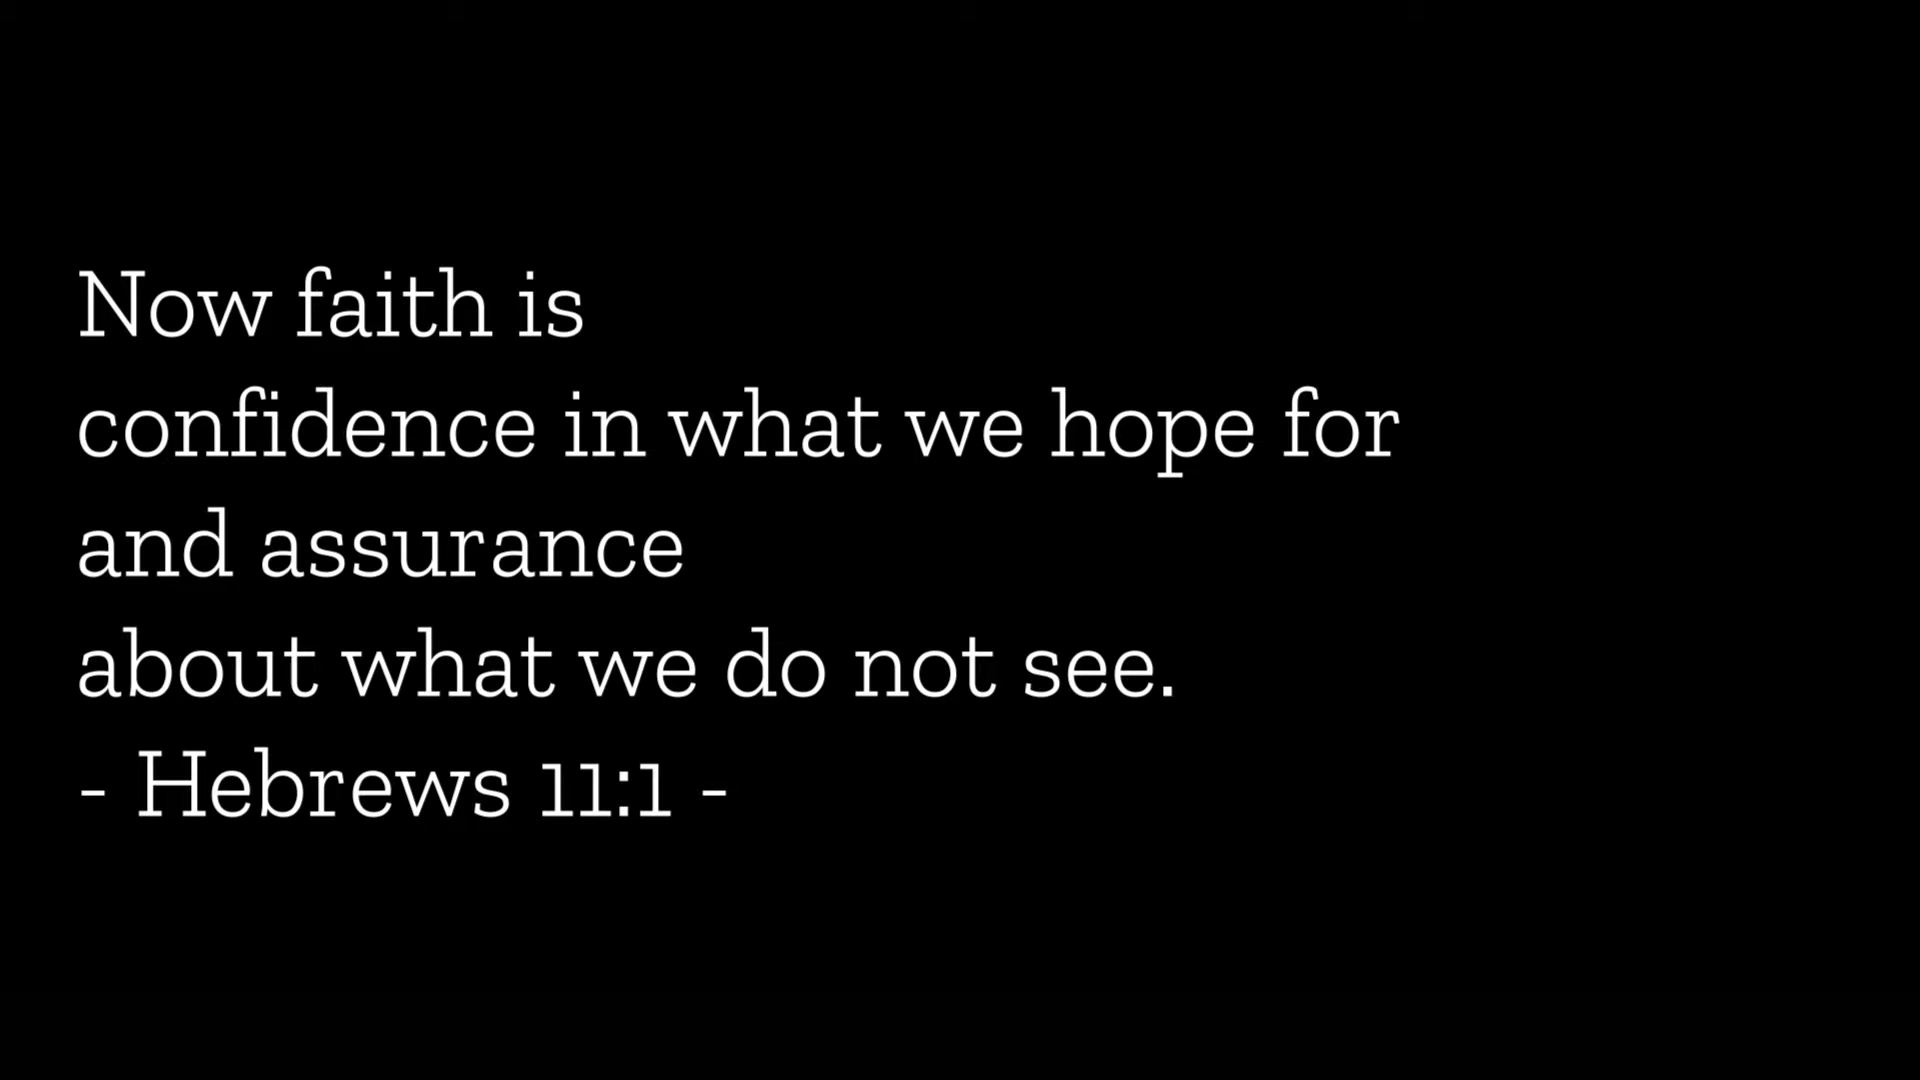 Now faith is
confidence in what we hope for
and assurance
about what we do not see.
- Hebrews 11:1 -